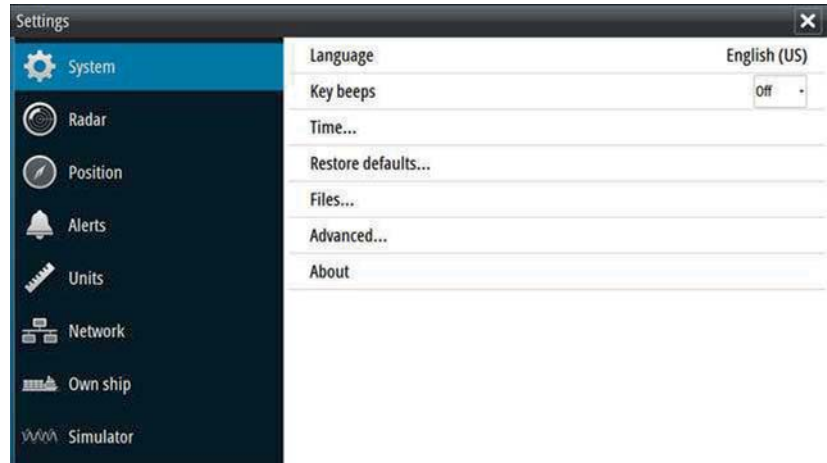 Settings
System
Radar
Position
Alerts
Units
Network
Own ship
Simulator
Language English (US)
Key beeps Off
Time...
Restore defaults...
Files...
Advanced...
About